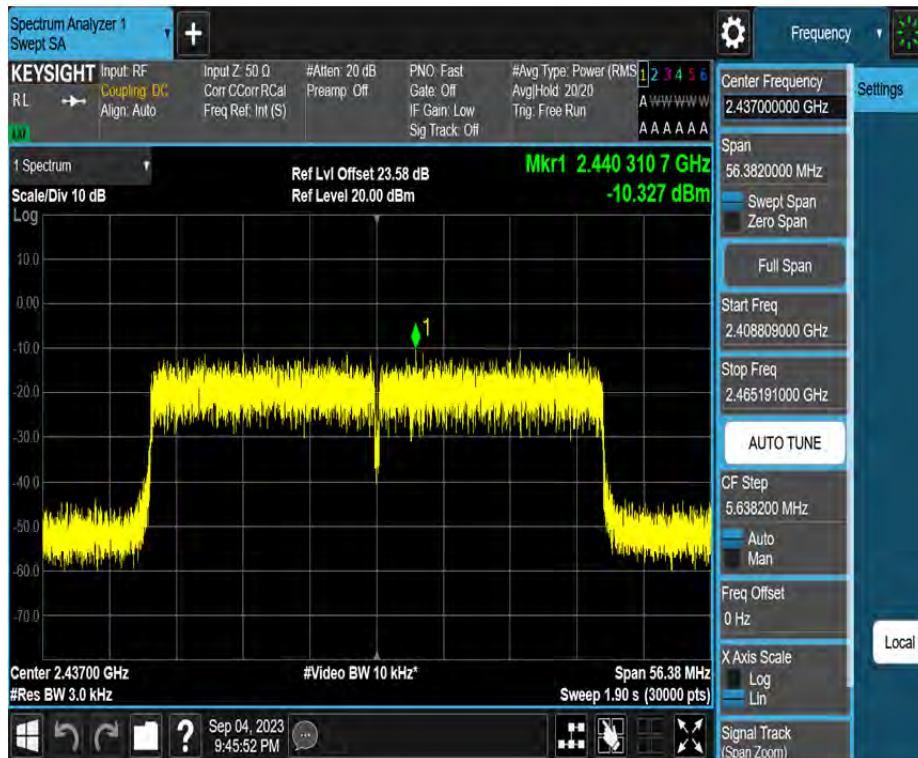 Spectrum Analyzer 1
Swept SA
+
Frequency
KEYSIGHT
RL
Input: RF
Coupling: DC
Align: Auto
Input Z: 50 Ω
Corr CCorr RCal
Freq Ref: Int (S)
#Atten: 20 dB
Preamp: Off
PNO: Fast
Gate: Off
IF Gain: Low
Sig Track: Off
#Avg Type: Power (RMS
Avg|Hold: 20/20
Trig: Free Run
1 2 3 4 5 6
A W W W W W
A A A A A A
Settings
Center Frequency
2.437000000 GHz
Span
56.3820000 MHz
Swept Span
Zero Span
Full Span
Start Freq
2.408809000 GHz
Stop Freq
2.465191000 GHz
AUTO TUNE
CF Step
5.638200 MHz
Auto
Man
Freq Offset
0 Hz
X Axis Scale
Log
Lin
Signal Track
(Span Zoom)
Local
1 Spectrum
Scale/Div 10 dB
Ref Lvl Offset 23.58 dB
Ref Level 20.00 dBm
Mkr1 2.440 310 7 GHz
-10.327 dBm
Log
10.0
0.00
-10.0
-20.0
-30.0
-40.0
-50.0
-60.0
-70.0
1
Center 2.43700 GHz
#Res BW 3.0 kHz
#Video BW 10 kHz*
Span 56.38 MHz
Sweep 1.90 s (30000 pts)
?
Sep 04, 2023
9:45:52 PM